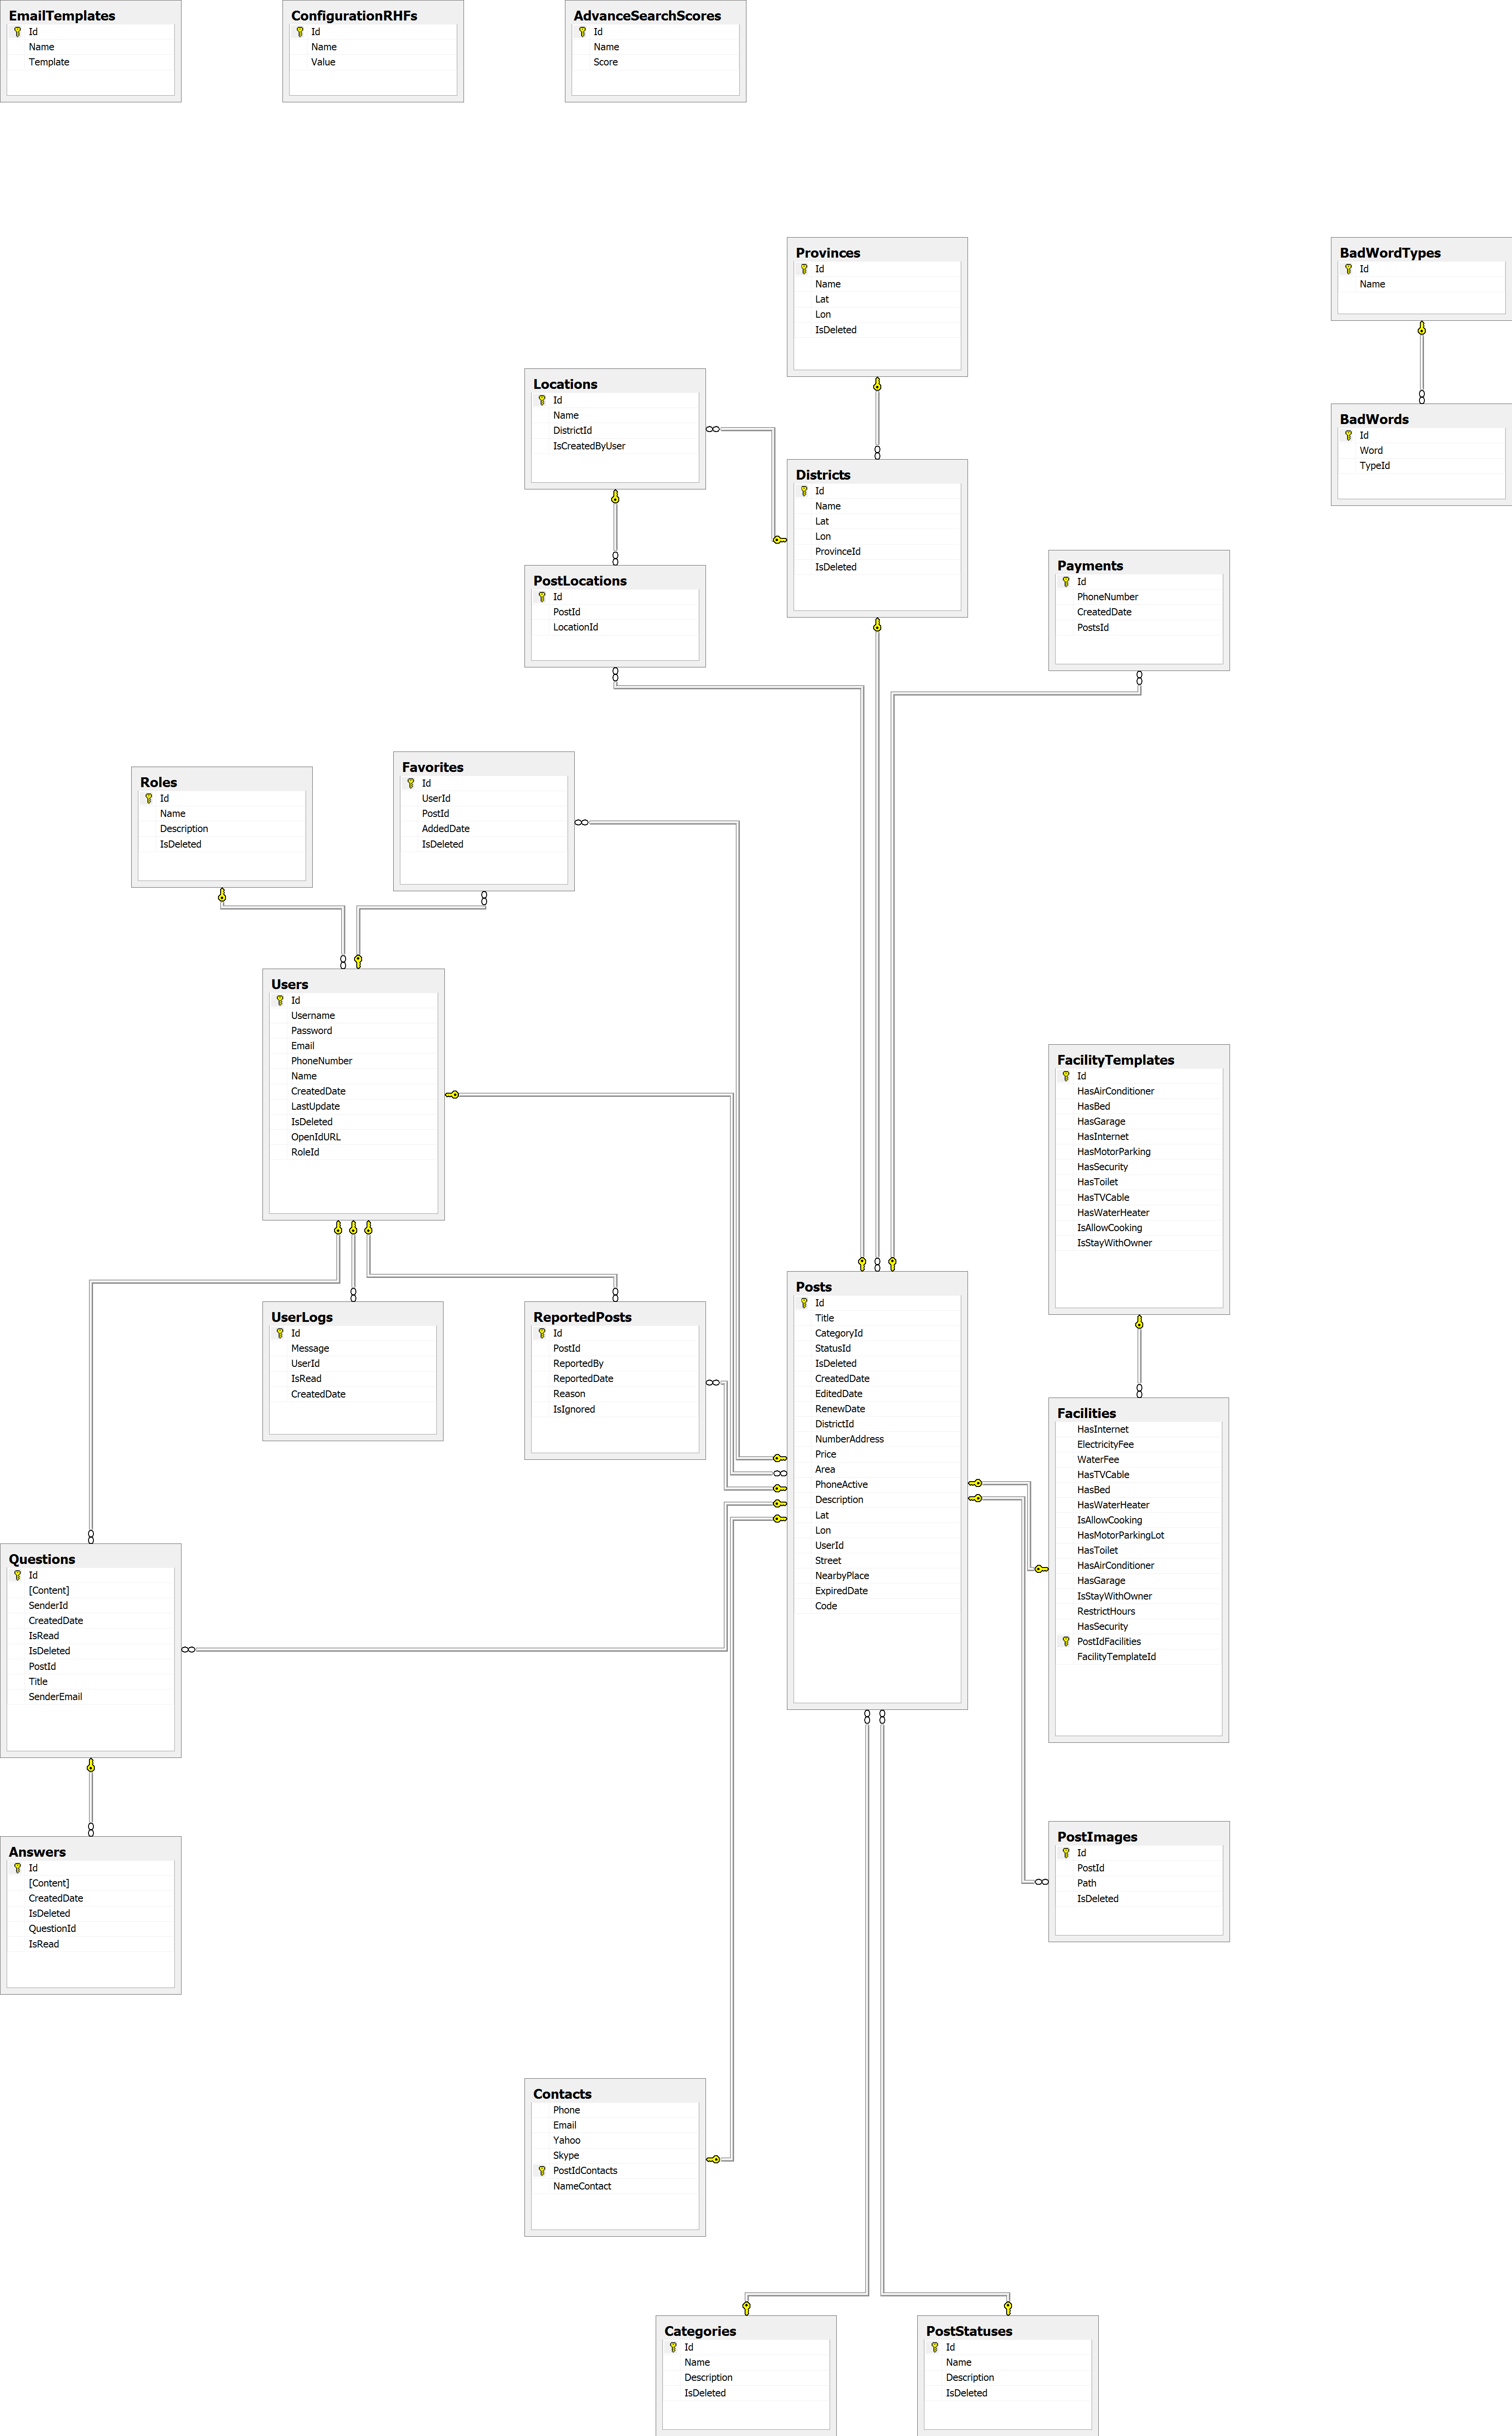 EmailTemplates
Id
Name
Template
ConfigurationRHFs
Id
Name
Value
AdvanceSearchScores
Id
Name
Score
Provinces
Id
Name
Lat
Lon
IsDeleted
BadWordTypes
Id
Name
Locations
Id
Name
DistrictId
IsCreatedByUser
BadWords
Id
Word
TypeId
Districts
Id
Name
Lat
Lon
ProvinceId
IsDeleted
PostLocations
Id
PostId
LocationId
Payments
Id
PhoneNumber
CreatedDate
PostsId
Roles
Id
Name
Description
IsDeleted
Favorites
Id
UserId
PostId
AddedDate
IsDeleted
Users
Id
Username
Password
Email
PhoneNumber
Name
CreatedDate
LastUpdate
IsDeleted
OpenIdURL
RoleId
FacilityTemplates
Id
HasAirConditioner
HasBed
HasGarage
HasInternet
HasMotorParking
HasSecurity
HasToilet
HasTVCable
HasWaterHeater
IsAllowCooking
IsStayWithOwner
UserLogs
Id
Message
UserId
IsRead
CreatedDate
ReportedPosts
Id
PostId
ReportedBy
ReportedDate
Reason
IsIgnored
Posts
Id
Title
CategoryId
StatusId
IsDeleted
CreatedDate
EditedDate
RenewDate
DistrictId
NumberAddress
Price
Area
PhoneActive
Description
Lat
Lon
UserId
Street
NearbyPlace
ExpiredDate
Code
Facilities
HasInternet
ElectricityFee
WaterFee
HasTVCable
HasBed
HasWaterHeater
IsAllowCooking
HasMotorParkingLot
HasToilet
HasAirConditioner
HasGarage
IsStayWithOwner
RestrictHours
HasSecurity
PostIdFacilities
FacilityTemplateId
Questions
Id
[Content]
SenderId
CreatedDate
IsRead
IsDeleted
PostId
Title
SenderEmail
Answers
Id
[Content]
CreatedDate
IsDeleted
QuestionId
IsRead
PostImages
Id
PostId
Path
IsDeleted
Contacts
Phone
Email
Yahoo
Skype
PostIdContacts
NameContact
Categories
Id
Name
Description
IsDeleted
PostStatuses
Id
Name
Description
IsDeleted